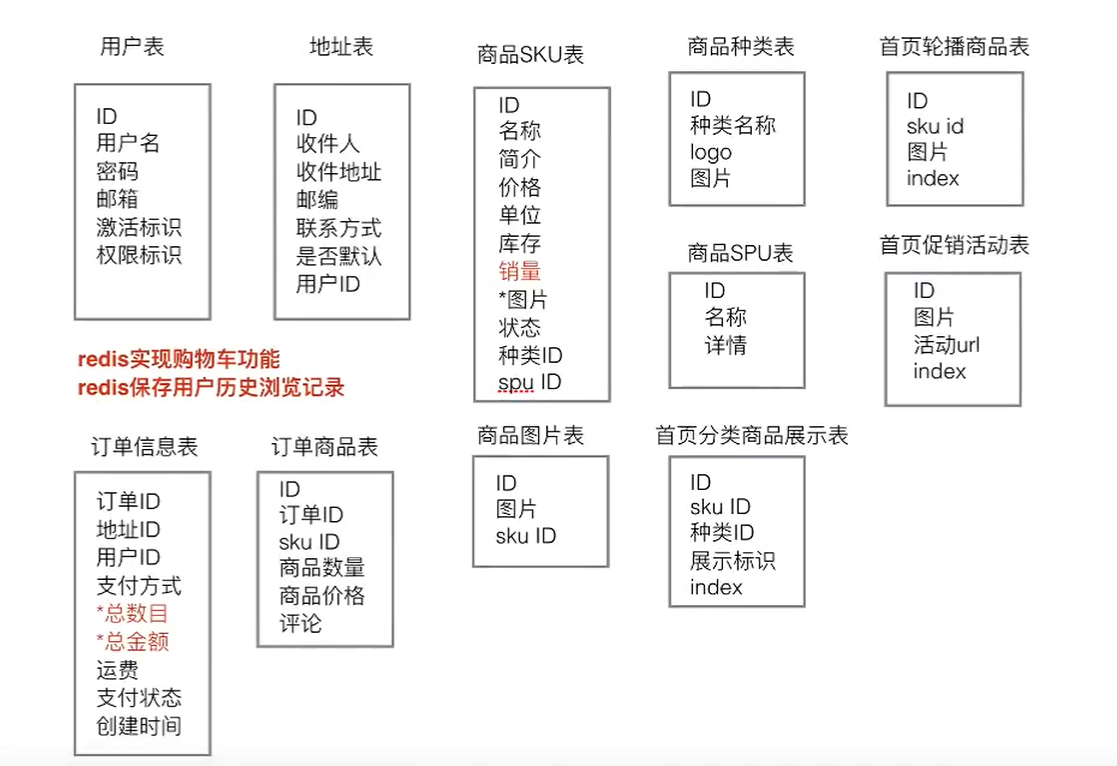 用户表
ID
用户名
密码
邮箱
激活标识
权限标识
地址表
ID
收件人
收件地址
邮编
联系方式
是否默认
用户ID
商品SKU表
ID
名称
简介
价格
单位
库存
销量
*图片
状态
种类ID
spu ID
商品种类表
ID
种类名称
logo
图片
首页轮播商品表
ID
sku id
图片
index
商品SPU表
ID
名称
详情
首页促销活动表
ID
图片
活动url
index
redis实现购物车功能
redis保存用户历史浏览记录
订单信息表
订单ID
地址ID
用户ID
支付方式
*总数目
*总金额
运费
支付状态
创建时间
订单商品表
ID
订单ID
sku ID
商品数量
商品价格
评论
商品图片表
ID
图片
sku ID
首页分类商品展示表
ID
sku ID
种类ID
展示标识
index